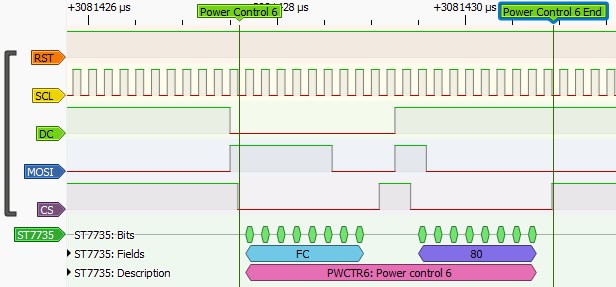 +3081426 µs
Power Control 6
1428 µs
+3081430 µs
Power Control 6 End
RST
SCL
DC
MOSI
CS
ST7735
ST7735: Bits
ST7735: Fields
FC
80
ST7735: Description
PWCTR6: Power control 6